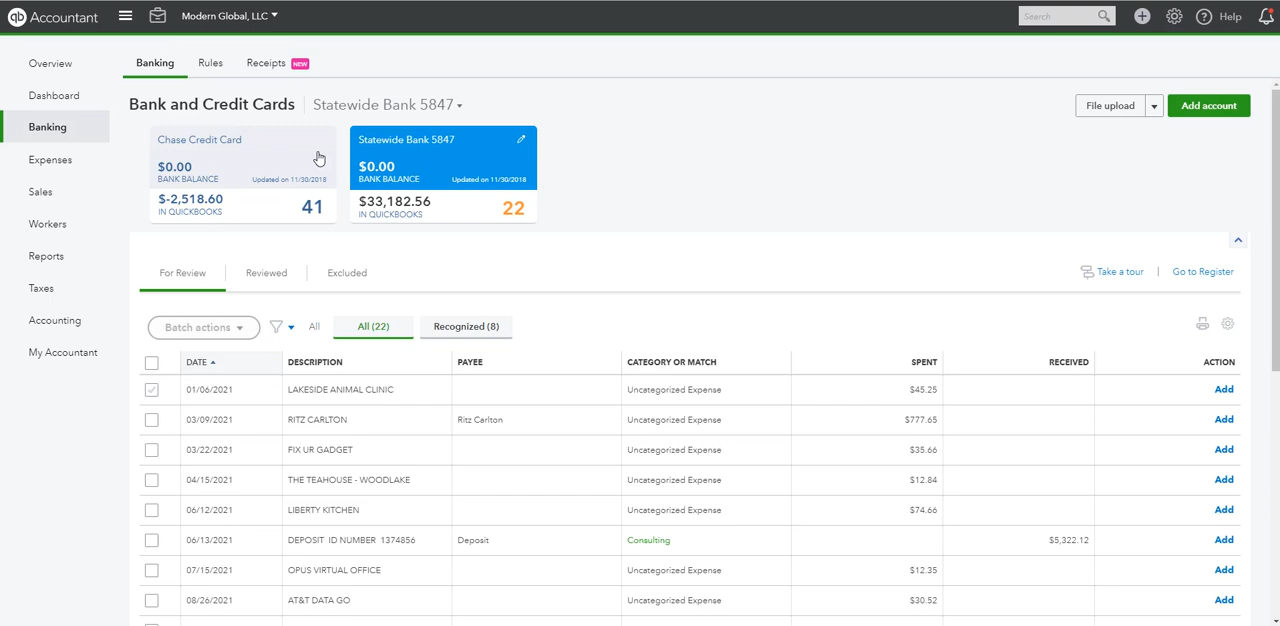 qb Accountant Modern Global, LLC Search Help
Overview
Dashboard
Banking
Expenses
Sales
Workers
Reports
Taxes
Accounting
My Accountant
Banking Rules Receipts NEW
Bank and Credit Cards Statewide Bank 5847 File upload Add account
Chase Credit Card
$0.00
BANK BALANCE Updated on 11/30/2018
$-2,518.60
IN QUICKBOOKS 41
Statewide Bank 5847
$0.00
BANK BALANCE Updated on 11/30/2018
$33,182.56
IN QUICKBOOKS 22
For Review Reviewed Excluded Take a tour | Go to Register
Batch actions All All (22) Recognized (8)
DATE DESCRIPTION PAYEE CATEGORY OR MATCH SPENT RECEIVED ACTION
01/06/2021 LAKESIDE ANIMAL CLINIC Uncategorized Expense $45.25 Add
03/09/2021 RITZ CARLTON Ritz Carlton Uncategorized Expense $777.65 Add
03/22/2021 FIX UR GADGET Uncategorized Expense $35.66 Add
04/15/2021 THE TEAHOUSE - WOODLAKE Uncategorized Expense $12.84 Add
06/12/2021 LIBERTY KITCHEN Uncategorized Expense $74.66 Add
06/13/2021 DEPOSIT ID NUMBER 1374856 Deposit Consulting $5,322.12 Add
07/15/2021 OPUS VIRTUAL OFFICE Uncategorized Expense $12.35 Add
08/26/2021 AT&T DATA GO Uncategorized Expense $30.52 Add